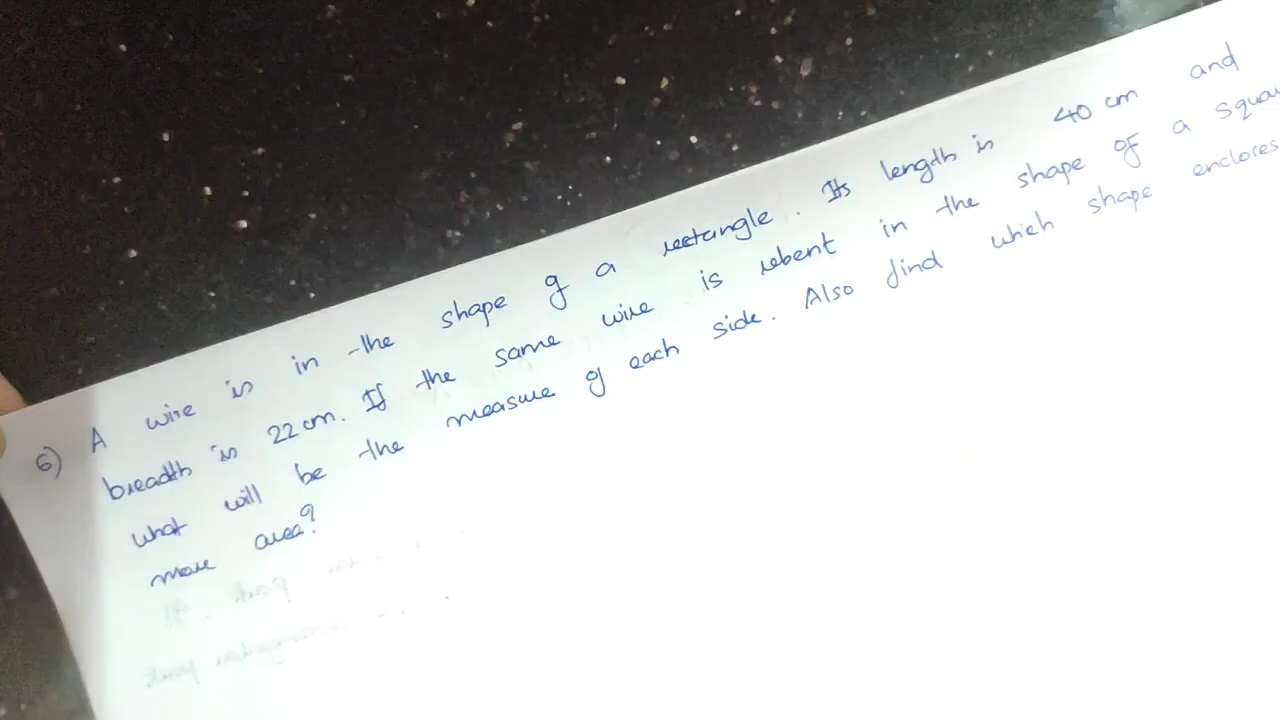 6) A wire is in the shape of a rectangle. Its length is 40 cm and
breadth is 22 cm. If the same wire is rebent in the shape of a squa
what will be the measure of each side. Also find which shape encloses
more area?